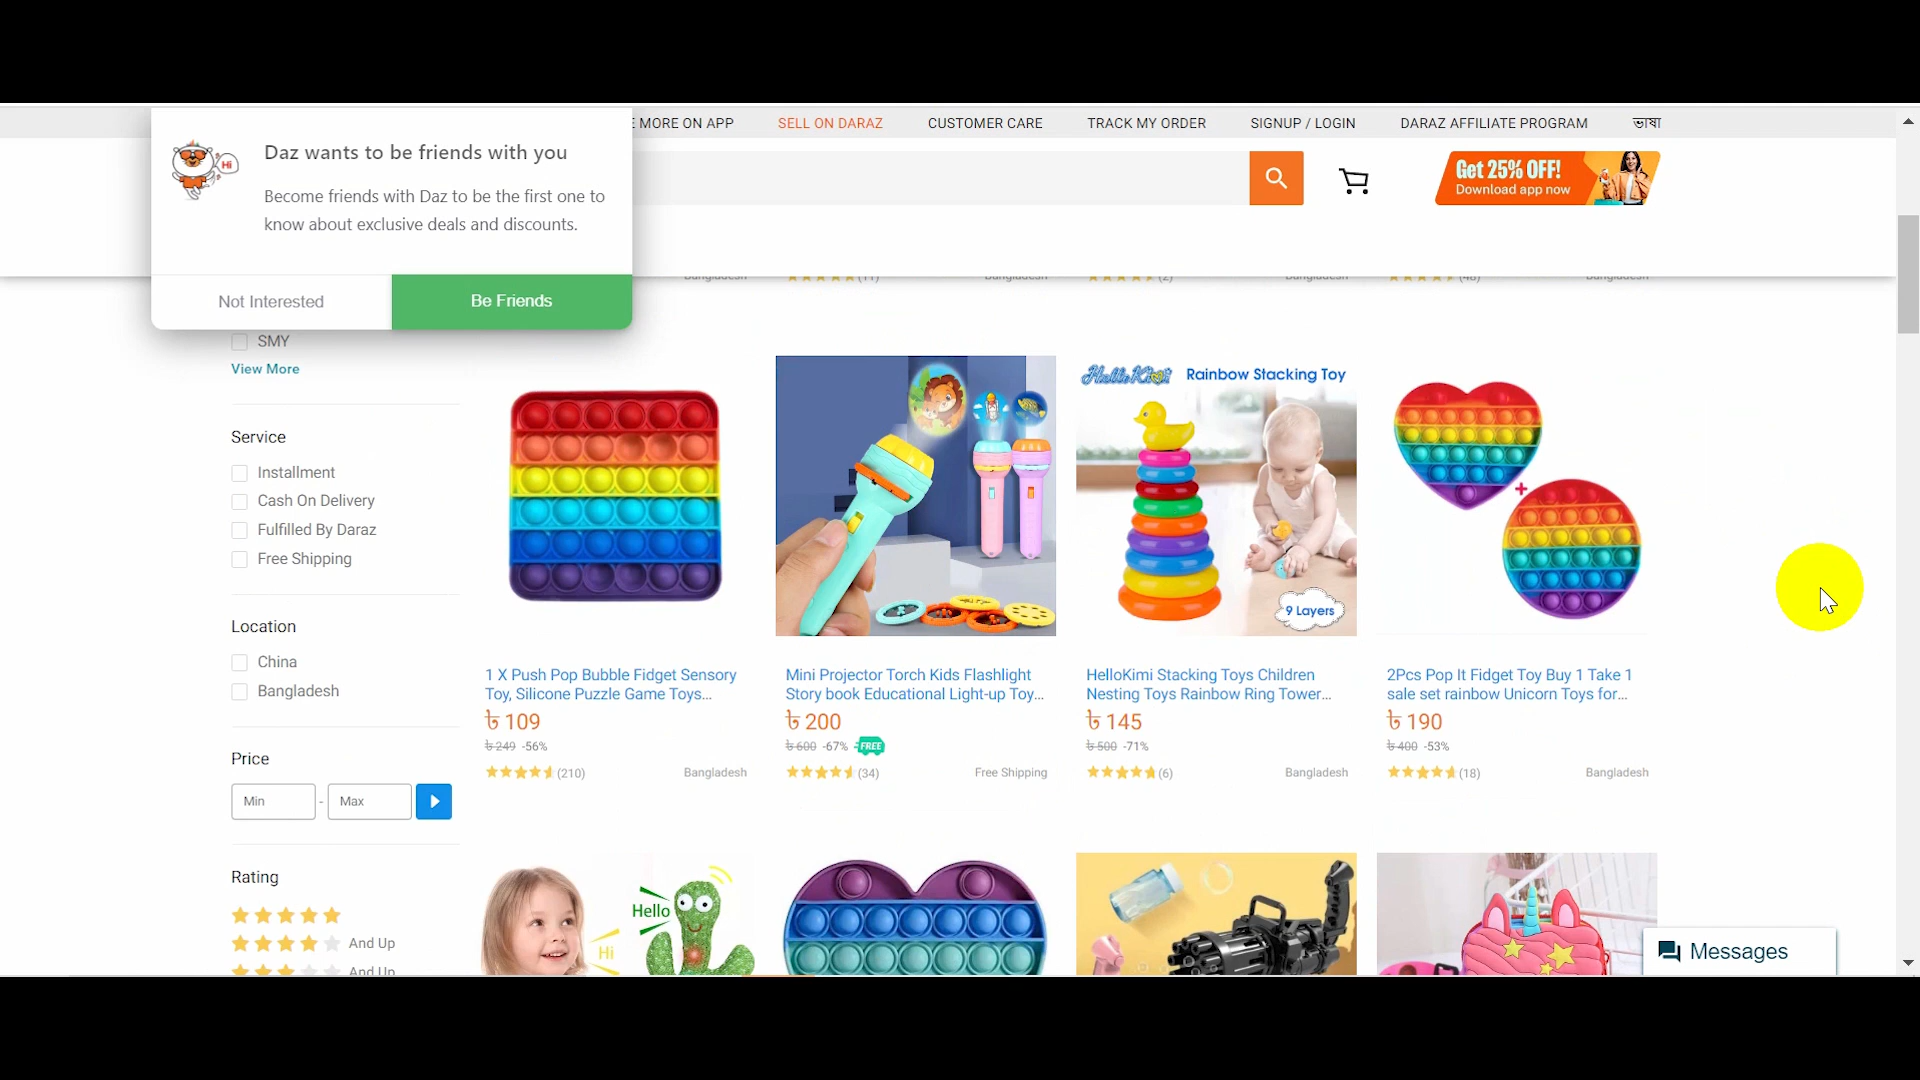 Daz wants to be friends with you
Become friends with Daz to be the first one to
know about exclusive deals and discounts.
Not Interested
Be Friends
Hi
MORE ON APP
SELL ON DARAZ
CUSTOMER CARE
TRACK MY ORDER
SIGNUP / LOGIN
DARAZ AFFILIATE PROGRAM
ভাষা
Get 25% OFF!
Download app now
Bangladesh
(11)
Bangladesh
(2)
Bangladesh
(48)
Bangladesh
SMY
View More
Service
Installment
Cash On Delivery
Fulfilled By Daraz
Free Shipping
Location
China
Bangladesh
Price
Min
-
Max
Rating
And Up
And Up
1 X Push Pop Bubble Fidget Sensory
Toy, Silicone Puzzle Game Toys...
৳ 109
৳ 249 -56%
(210)
Bangladesh
Mini Projector Torch Kids Flashlight
Story book Educational Light-up Toy...
৳ 200
৳ 600 -67% FREE
(34)
Free Shipping
HelloKimi Rainbow Stacking Toy
9 Layers
HelloKimi Stacking Toys Children
Nesting Toys Rainbow Ring Tower...
৳ 145
৳ 500 -71%
(6)
Bangladesh
+
2Pcs Pop It Fidget Toy Buy 1 Take 1
sale set rainbow Unicorn Toys for...
৳ 190
৳ 400 -53%
(18)
Bangladesh
Hello
Hi
Messages